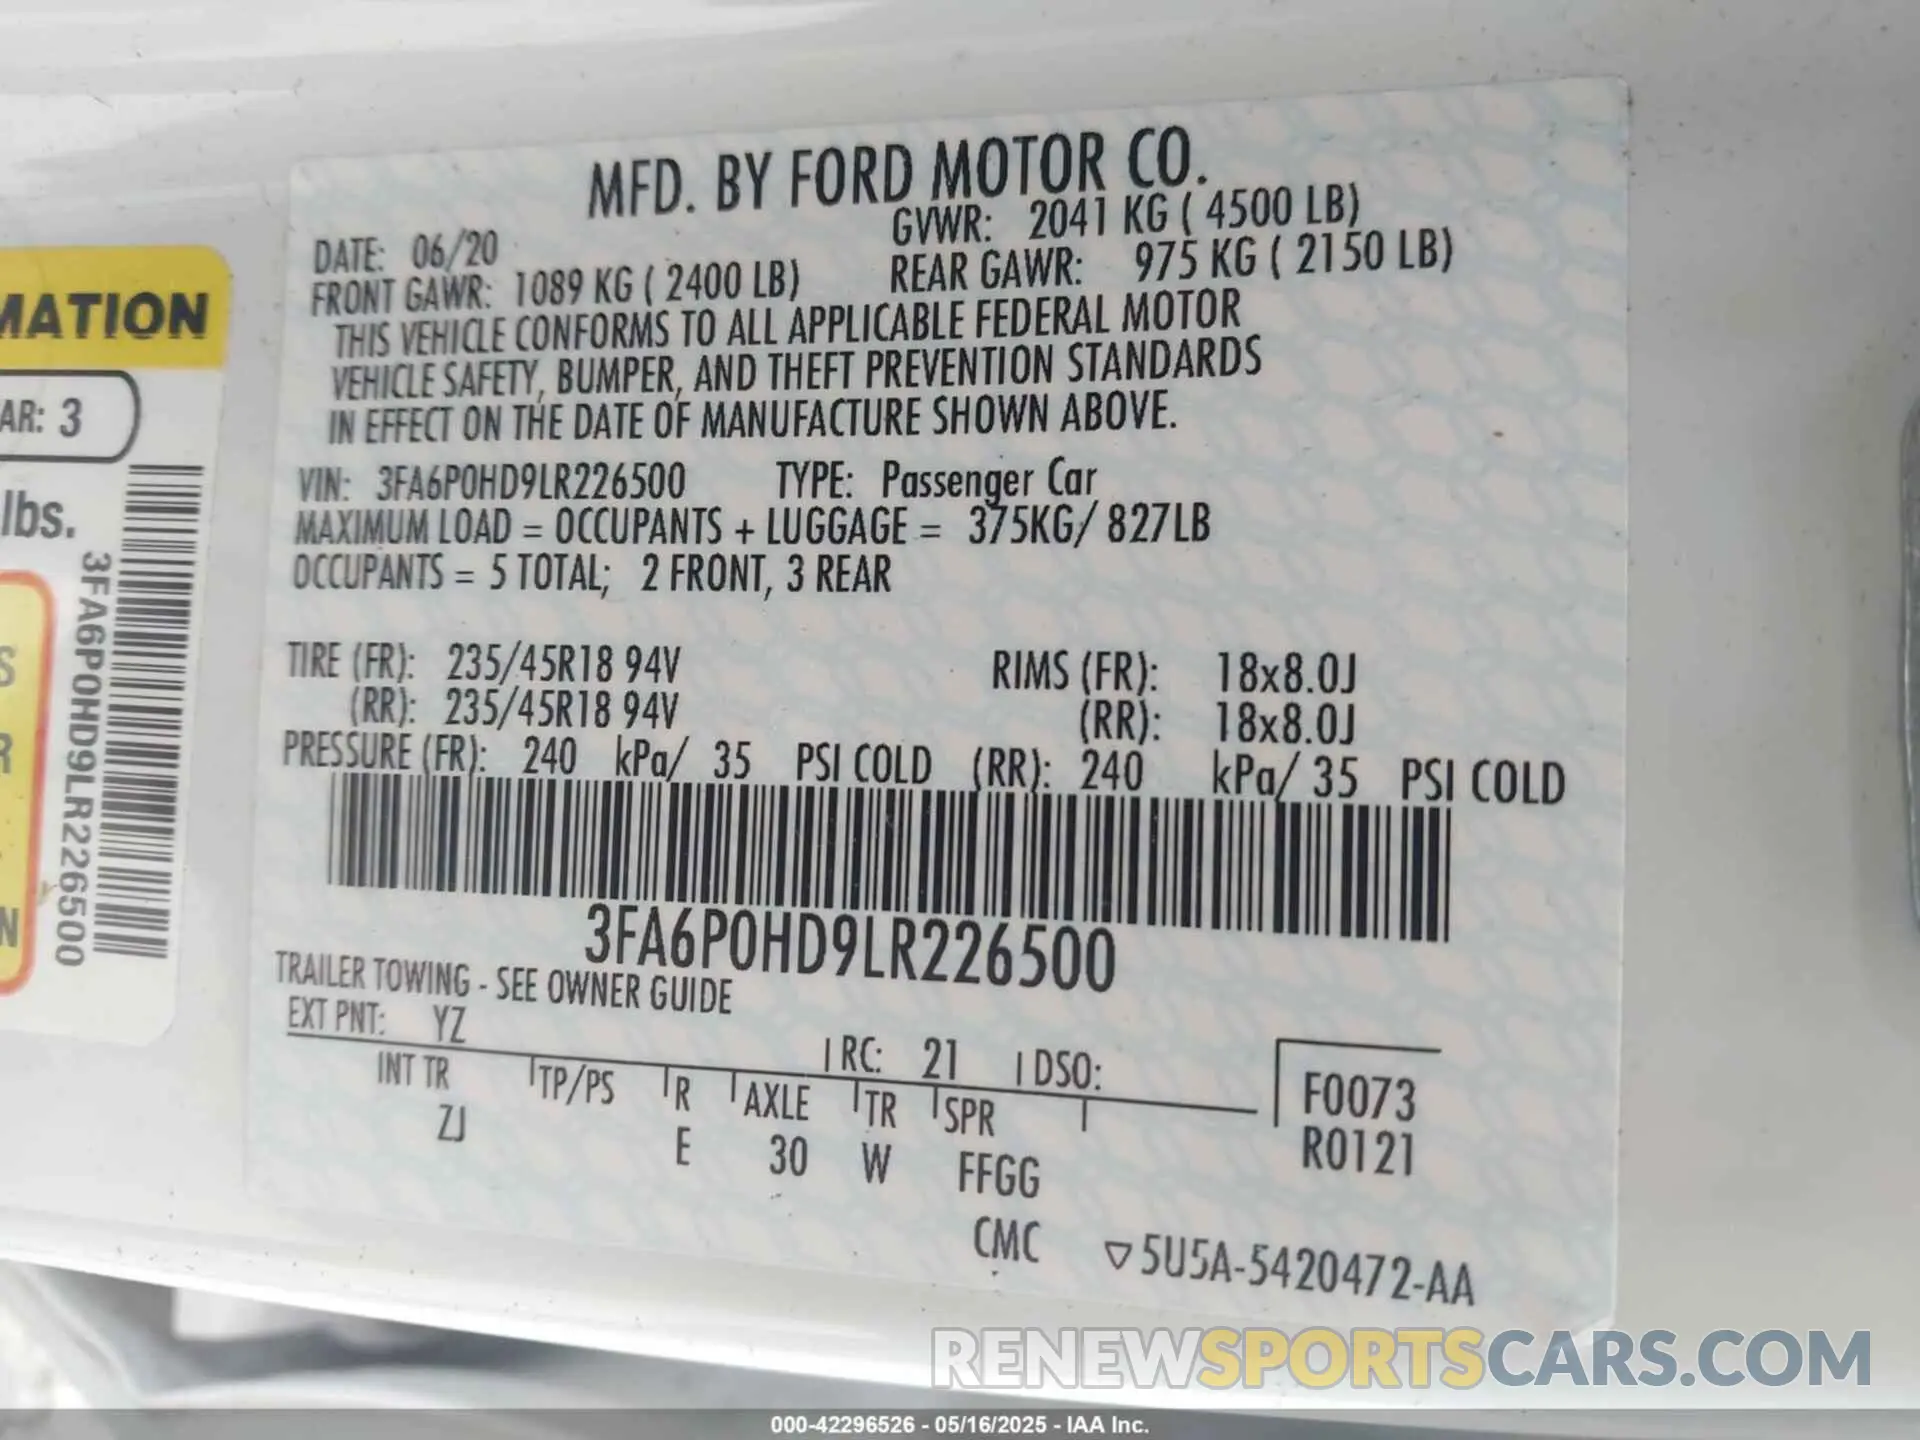 MFD. BY FORD MOTOR CO.
DATE: 06/20 GVWR: 2041 KG ( 4500 LB)
FRONT GAWR: 1089 KG ( 2400 LB) REAR GAWR: 975 KG ( 2150 LB)
THIS VEHICLE CONFORMS TO ALL APPLICABLE FEDERAL MOTOR
VEHICLE SAFETY, BUMPER, AND THEFT PREVENTION STANDARDS
IN EFFECT ON THE DATE OF MANUFACTURE SHOWN ABOVE.
VIN: 3FA6P0HD9LR226500 TYPE: Passenger Car
MAXIMUM LOAD = OCCUPANTS + LUGGAGE = 375KG/ 827LB
OCCUPANTS = 5 TOTAL; 2 FRONT, 3 REAR
TIRE (FR): 235/45R18 94V RIMS (FR): 18x8.0J
(RR): 235/45R18 94V (RR): 18x8.0J
PRESSURE (FR): 240 kPa/ 35 PSI COLD (RR): 240 kPa/ 35 PSI COLD
3FA6P0HD9LR226500
TRAILER TOWING - SEE OWNER GUIDE
EXT PNT: YZ RC: 21 DSO:
INT TR TP/PS R AXLE TR SPR
ZJ E 30 W FFGG
F0073
R0121
CMC ▽5U5A-5420472-AA
MATION
AR: 3
lbs.
3FA6P0HD9LR226500
S
R
N
RENEWSPORTSCARS.COM
000-42296526 - 05/16/2025 - IAA Inc.